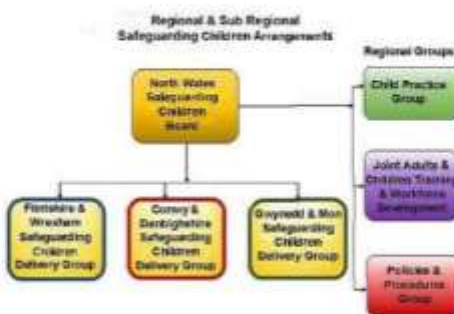 Regional & Sub Regional
Safeguarding Children Arrangements
Regional Groups
North Wales
Safeguarding
Children
Board
Child Practice
Group
Joint Adults &
Children Training
& Workforce
Development
Flintshire &
Wrexham
Safeguarding
Children
Delivery Group
Conwy &
Denbighshire
Safeguarding
Children
Delivery Group
Gwynedd & Mon
Safeguarding
Children
Delivery Group
Policies &
Procedures
Group